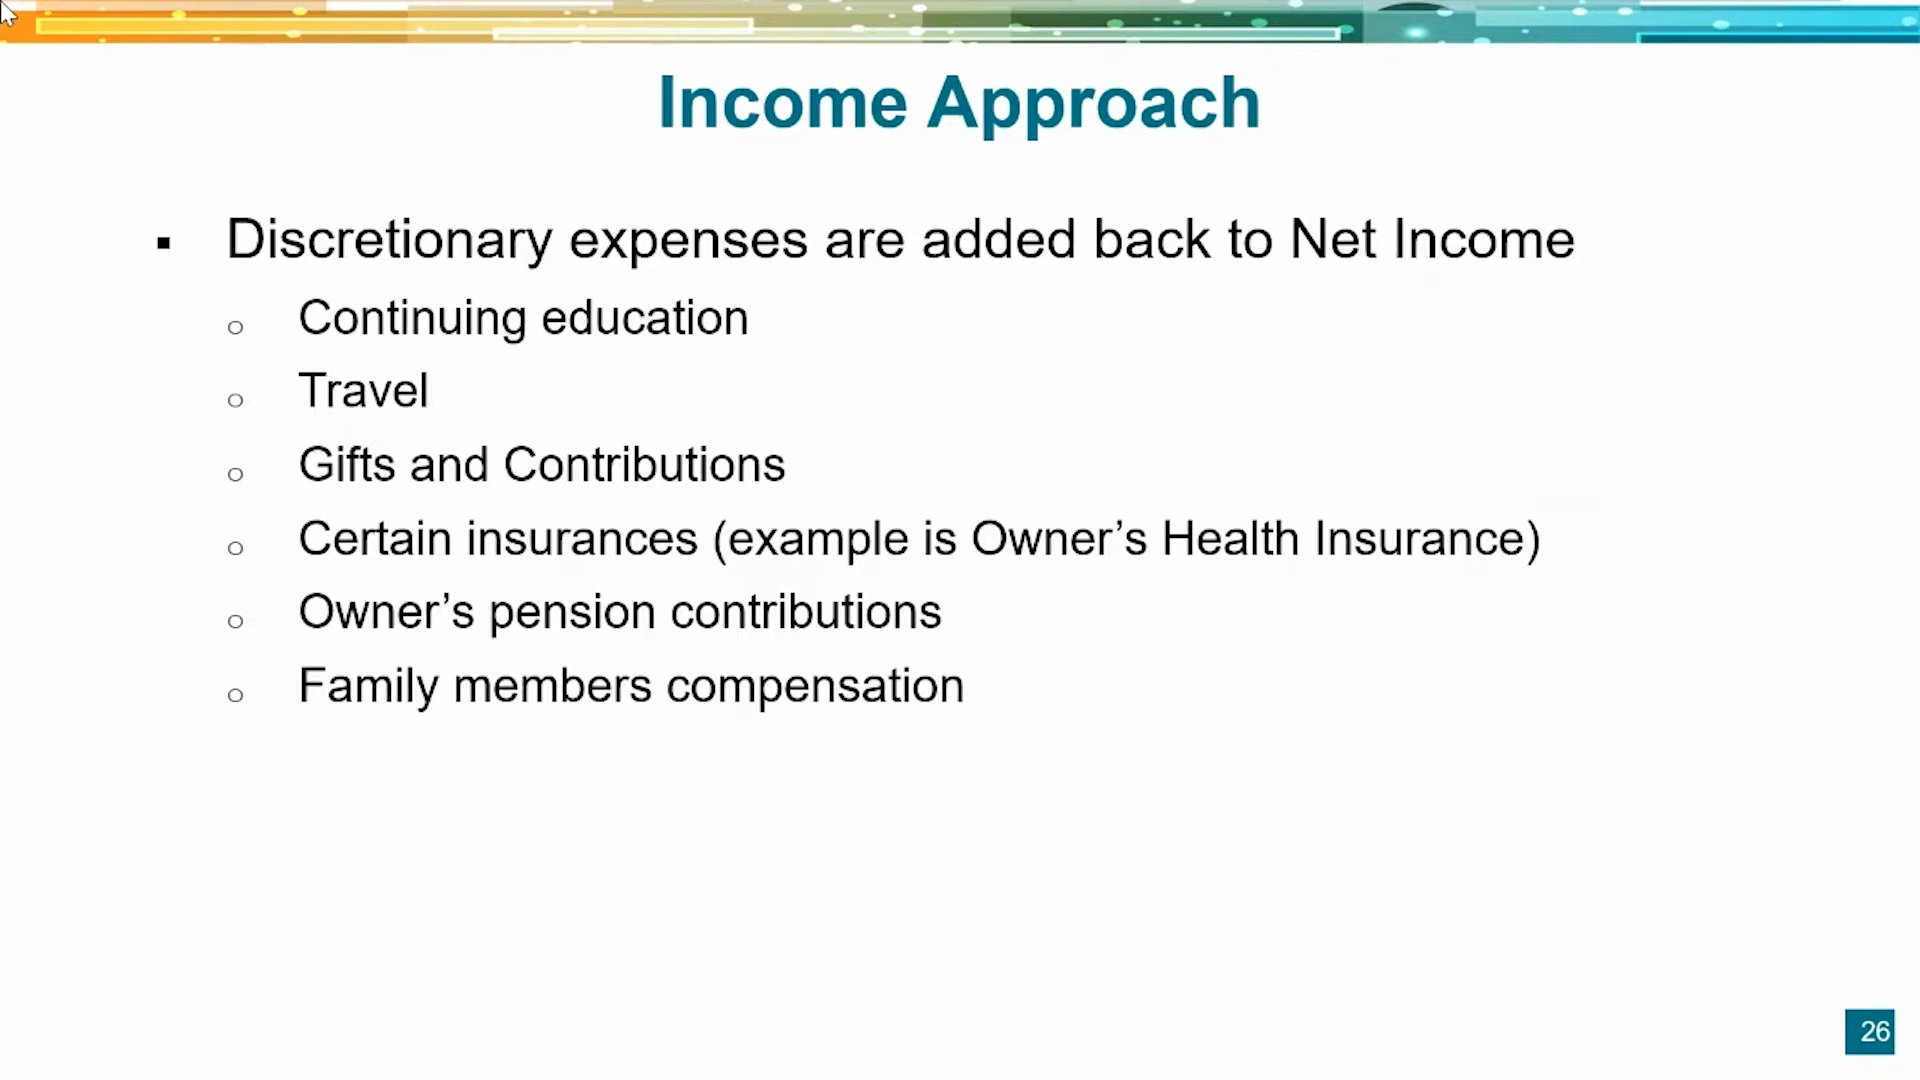 Income Approach
▪ Discretionary expenses are added back to Net Income
o Continuing education
o Travel
o Gifts and Contributions
o Certain insurances (example is Owner’s Health Insurance)
o Owner’s pension contributions
o Family members compensation
26